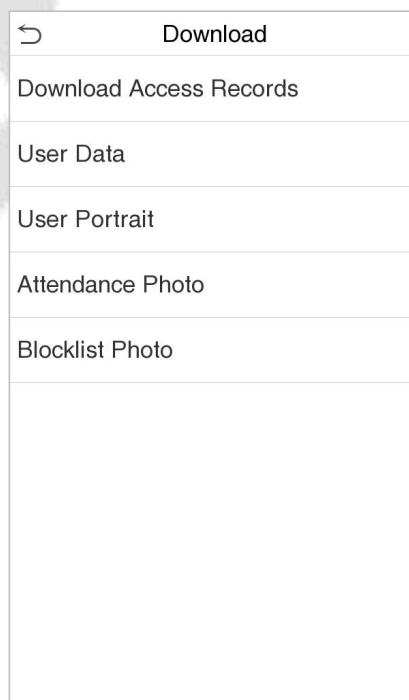 Download
Download Access Records
User Data
User Portrait
Attendance Photo
Blocklist Photo